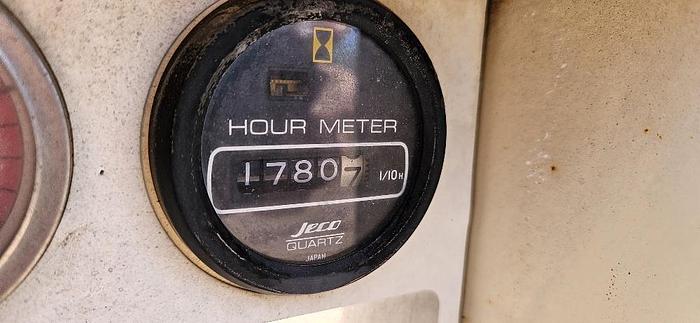 HOUR METER
17807 1/10H
Jeco
QUARTZ
JAPAN